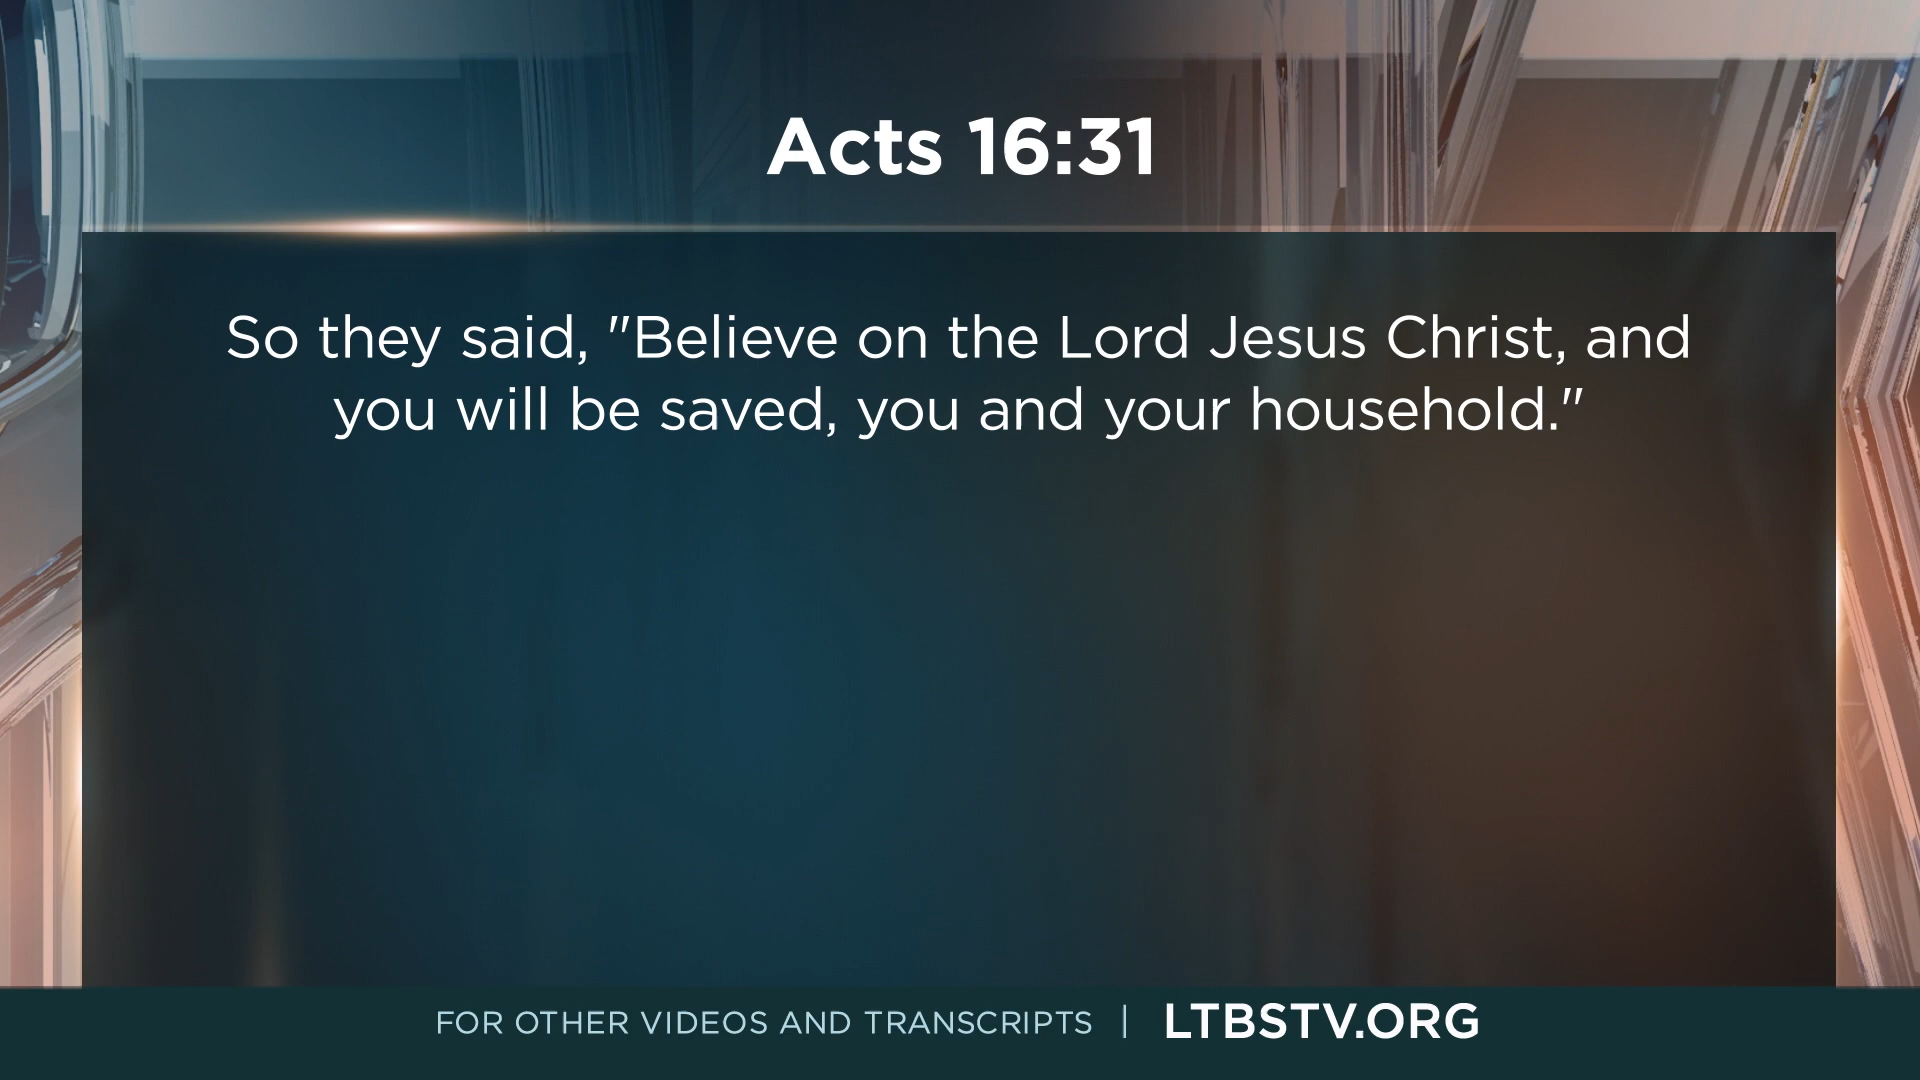 Acts 16:31
So they said, "Believe on the Lord Jesus Christ, and
you will be saved, you and your household."
FOR OTHER VIDEOS AND TRANSCRIPTS | LTBSTV.ORG